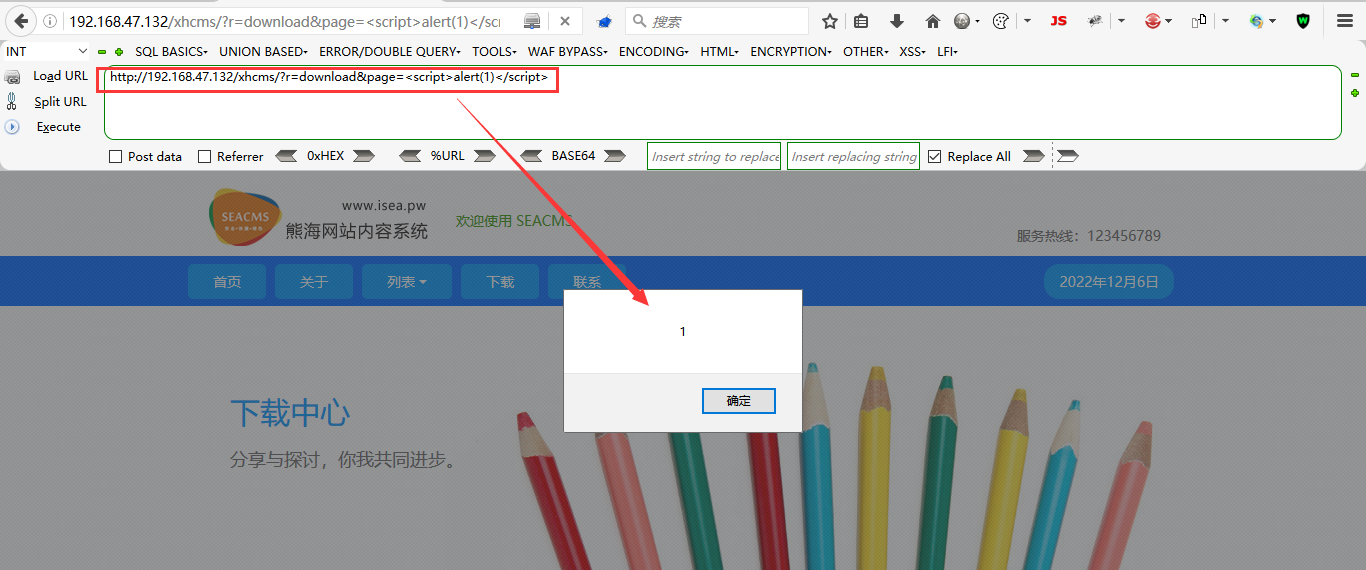 192.168.47.132/xhcms/?r=download&page=<script>alert(1)</scr
搜索
JS
INT
SQL BASICS
UNION BASED
ERROR/DOUBLE QUERY
TOOLS
WAF BYPASS
ENCODING
HTML
ENCRYPTION
OTHER
XSS
LFI
Load URL
Split URL
Execute
http://192.168.47.132/xhcms/?r=download&page=<script>alert(1)</script>
Post data
Referrer
0xHEX
%URL
BASE64
Insert string to replace
Insert replacing string
Replace All
www.isea.pw
SEACMS
熊海网站内容系统
欢迎使用 SEACMS
服务热线：123456789
首页
关于
列表
下载
联系
2022年12月6日
1
确定
下载中心
分享与探讨，你我共同进步。